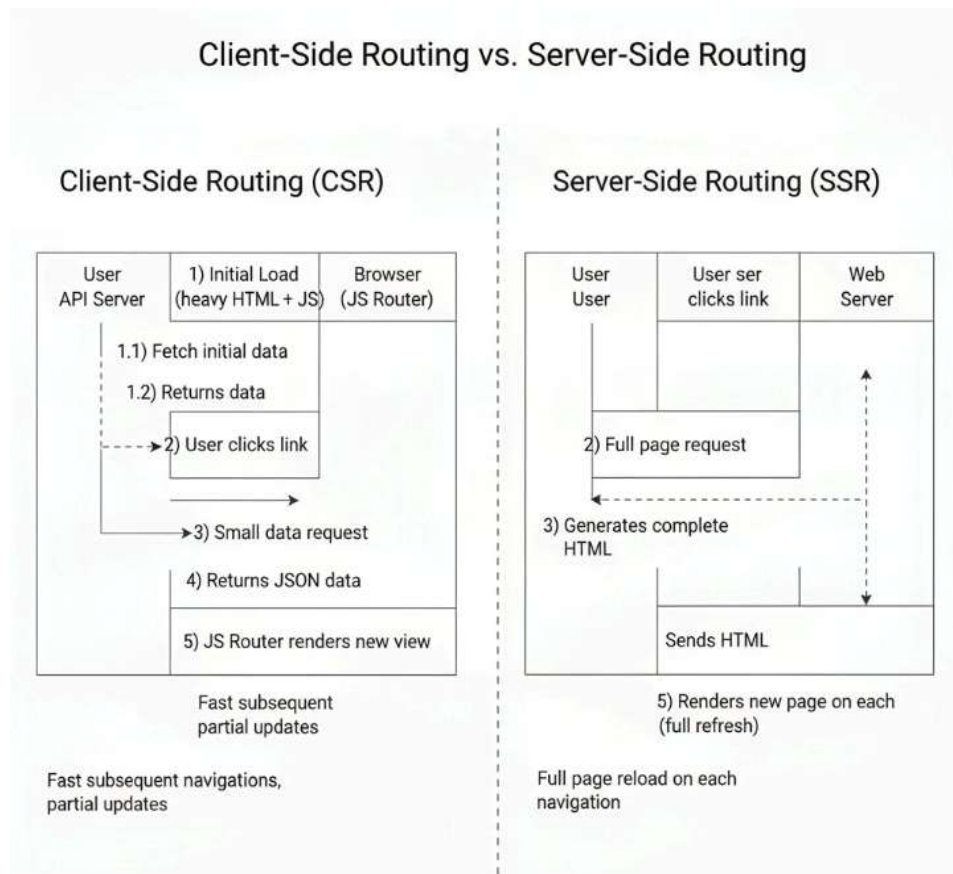 Client-Side Routing vs. Server-Side Routing
Client-Side Routing (CSR)
User
API Server
1) Initial Load
(heavy HTML + JS)
Browser
(JS Router)
1.1) Fetch initial data
1.2) Returns data
2) User clicks link
3) Small data request
4) Returns JSON data
5) JS Router renders new view
Fast subsequent
partial updates
Fast subsequent navigations,
partial updates
Server-Side Routing (SSR)
User
User
User ser
clicks link
Web
Server
2) Full page request
3) Generates complete
HTML
Sends HTML
5) Renders new page on each
(full refresh)
Full page reload on each
navigation